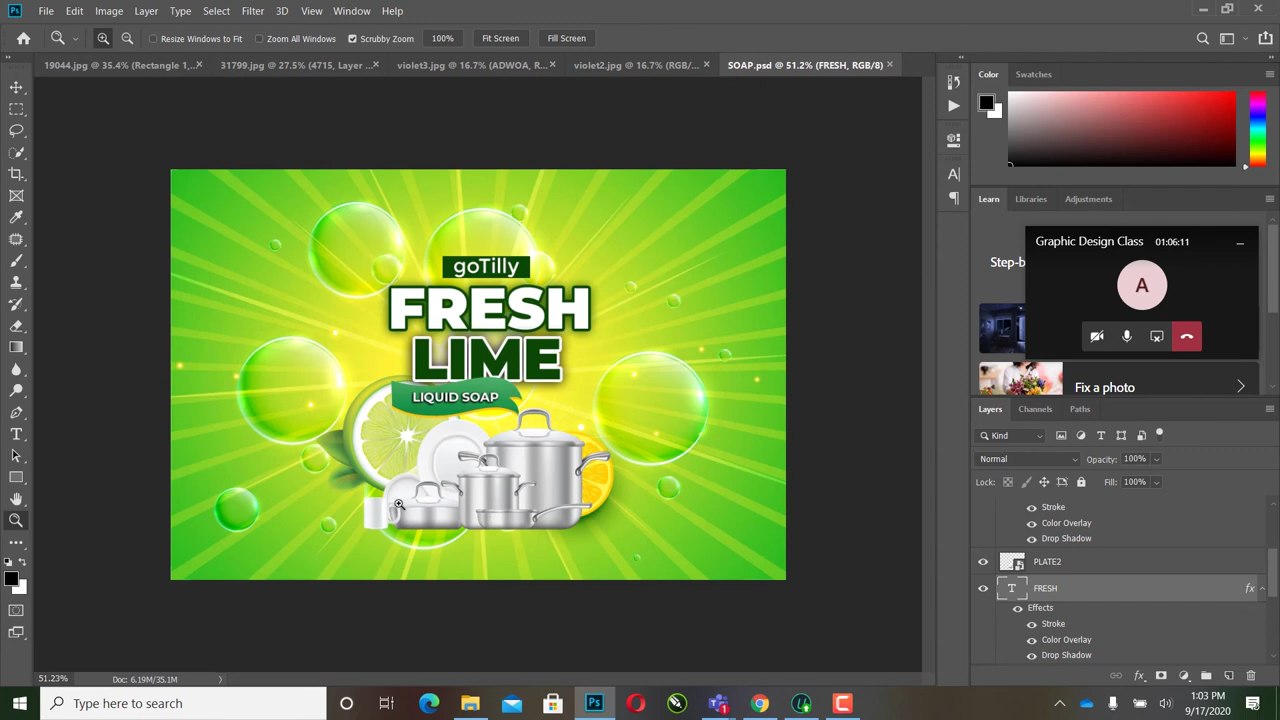 Ps File Edit Image Layer Type Select Filter 3D View Window Help
Resize Windows to Fit Zoom All Windows Scrubby Zoom 100% Fit Screen Fill Screen
19044.jpg @ 35.4% (Rectangle 1,... 31799.jpg @ 27.5% (4715, Layer ... violet3.jpg @ 16.7% (ADWOA, R... violet2.jpg @ 16.7% (RGB/... SOAP.psd @ 51.2% (FRESH, RGB/8)
Color Swatches
Learn Libraries Adjustments
Graphic Design Class 01:06:11
Step-b
A
Fix a photo
goTilly
FRESH
LIME
LIQUID SOAP
Layers Channels Paths
Kind
Normal Opacity: 100%
Lock: Fill: 100%
Stroke
Color Overlay
Drop Shadow
PLATE2
T FRESH fx
Effects
Stroke
Color Overlay
Drop Shadow
51.23% Doc: 6.19M/35.1M
fx
Type here to search
Ps
1
1:03 PM
9/17/2020